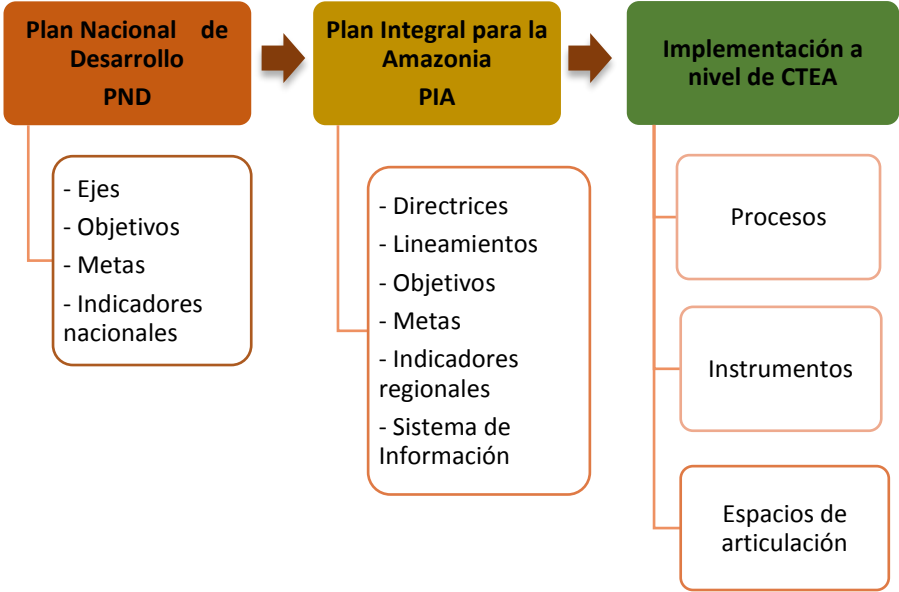 Plan Nacional de
Desarrollo
PND
- Ejes
- Objetivos
- Metas
- Indicadores
nacionales
Plan Integral para la
Amazonia
PIA
- Directrices
- Lineamientos
- Objetivos
- Metas
- Indicadores
regionales
- Sistema de
Información
Implementación a
nivel de CTEA
Procesos
Instrumentos
Espacios de
articulación